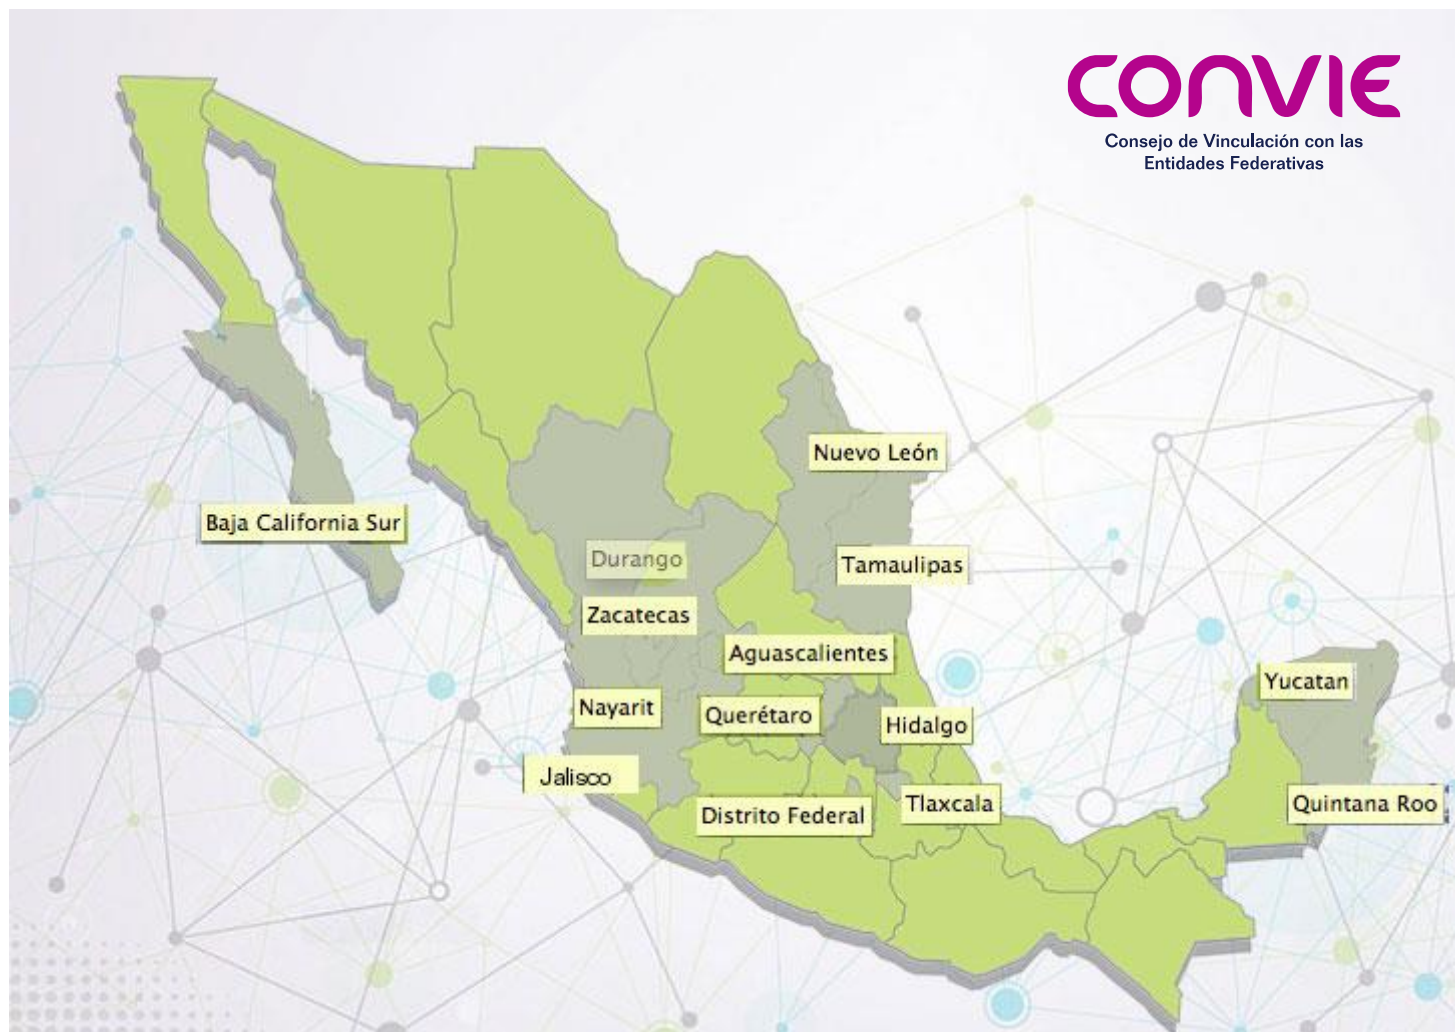 CONVIE
Consejo de Vinculación con las
Entidades Federativas
Nuevo León
Baja California Sur
Durango
Tamaulipas
Zacatecas
Aguascalientes
Yucatan
Nayarit
Querétaro
Hidalgo
Jalisco
Distrito Federal
Tlaxcala
Quintana Roo